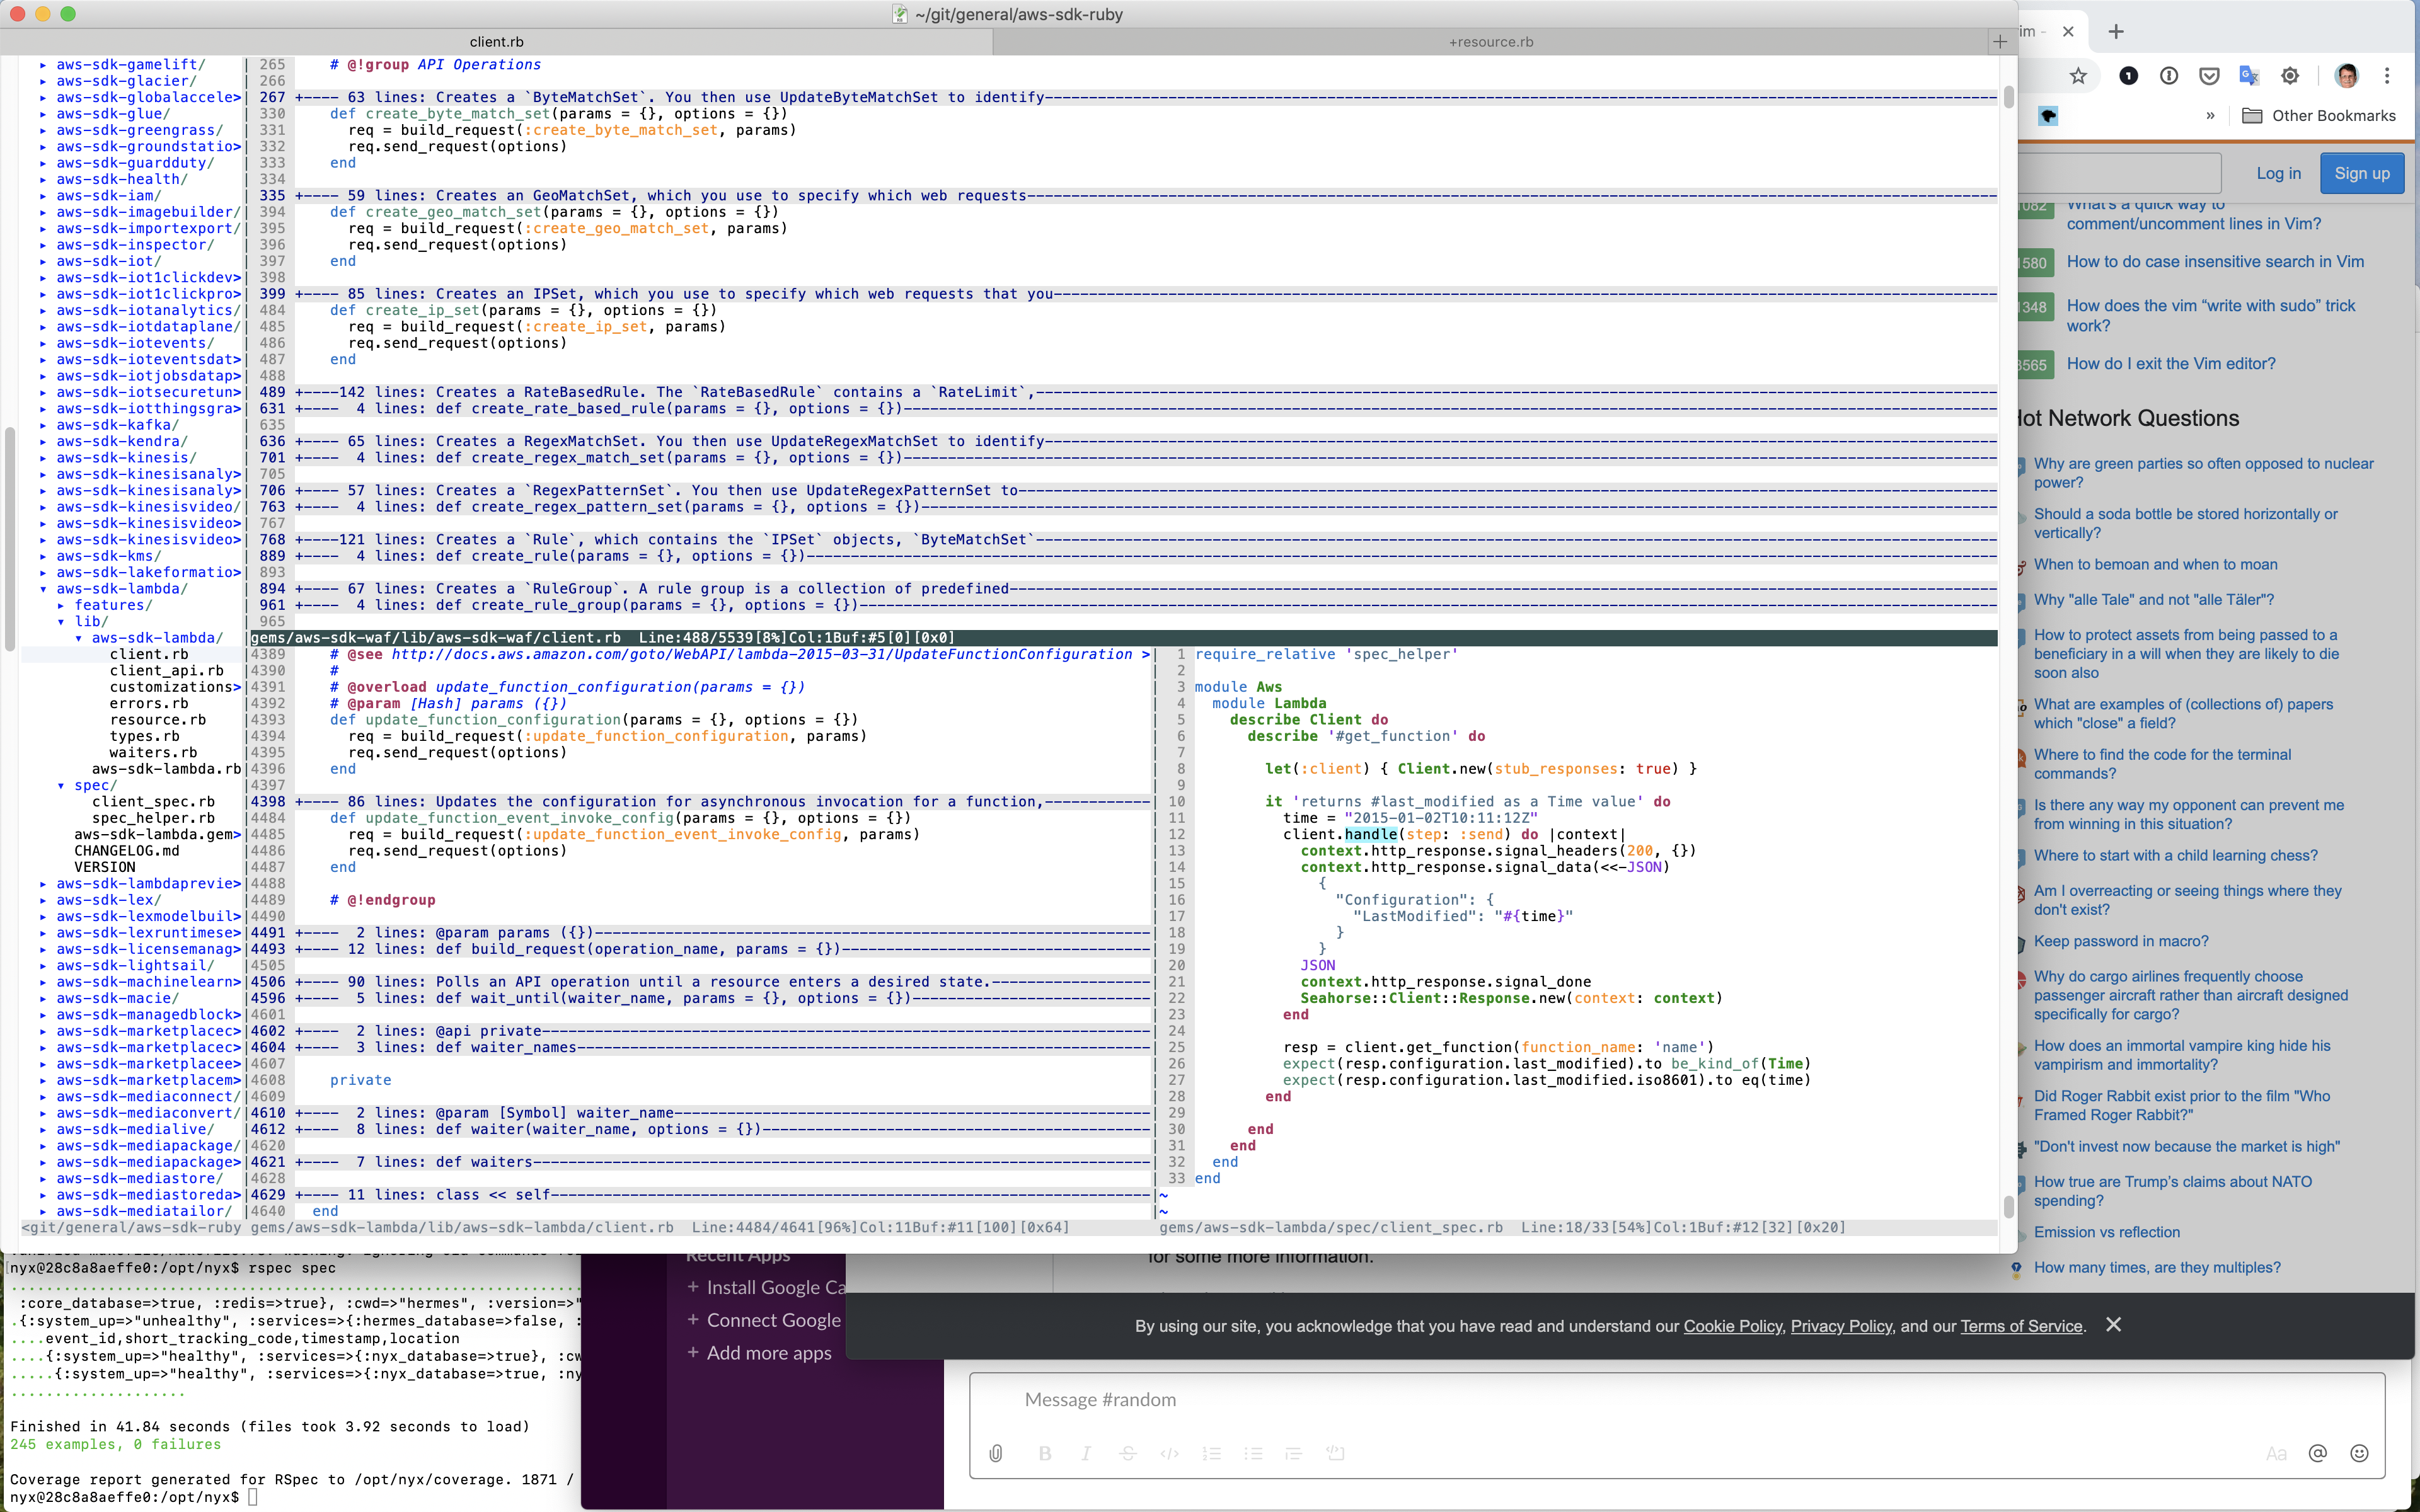 ~/git/general/aws-sdk-ruby
client.rb
+resource.rb
▸ aws-sdk-gamelift/
▸ aws-sdk-glacier/
▸ aws-sdk-globalaccele>
▸ aws-sdk-glue/
▸ aws-sdk-greengrass/
▸ aws-sdk-groundstatio>
▸ aws-sdk-guardduty/
▸ aws-sdk-health/
▸ aws-sdk-iam/
▸ aws-sdk-imagebuilder/
▸ aws-sdk-importexport/
▸ aws-sdk-inspector/
▸ aws-sdk-iot/
▸ aws-sdk-iot1clickdev>
▸ aws-sdk-iot1clickpro>
▸ aws-sdk-iotanalytics/
▸ aws-sdk-iotdataplane/
▸ aws-sdk-iotevents/
▸ aws-sdk-ioteventsdat>
▸ aws-sdk-iotjobsdatap>
▸ aws-sdk-iotsecuretun>
▸ aws-sdk-iotthingsgra>
▸ aws-sdk-kafka/
▸ aws-sdk-kendra/
▸ aws-sdk-kinesis/
▸ aws-sdk-kinesisanaly>
▸ aws-sdk-kinesisanaly>
▸ aws-sdk-kinesisvideo/
▸ aws-sdk-kinesisvideo>
▸ aws-sdk-kinesisvideo>
▸ aws-sdk-kms/
▸ aws-sdk-lakeformatio>
▾ aws-sdk-lambda/
▸ features/
▾ lib/
▾ aws-sdk-lambda/
client.rb
client_api.rb
customizations>
errors.rb
resource.rb
types.rb
waiters.rb
aws-sdk-lambda.rb
▾ spec/
client_spec.rb
spec_helper.rb
aws-sdk-lambda.gem>
CHANGELOG.md
VERSION
▸ aws-sdk-lambdaprevie>
▸ aws-sdk-lex/
▸ aws-sdk-lexmodelbuil>
▸ aws-sdk-lexruntimese>
▸ aws-sdk-licensemanag>
▸ aws-sdk-lightsail/
▸ aws-sdk-machinelearn>
▸ aws-sdk-macie/
▸ aws-sdk-managedblock>
▸ aws-sdk-marketplacec>
▸ aws-sdk-marketplacec>
▸ aws-sdk-marketplacee>
▸ aws-sdk-marketplacem>
▸ aws-sdk-mediaconnect/
▸ aws-sdk-mediaconvert/
▸ aws-sdk-medialive/
▸ aws-sdk-mediapackage/
▸ aws-sdk-mediapackage>
▸ aws-sdk-mediastore/
▸ aws-sdk-mediastoreda>
▸ aws-sdk-mediatailor/
<git/general/aws-sdk-ruby
265 # @!group API Operations
266
267 +---- 63 lines: Creates a `ByteMatchSet`. You then use UpdateByteMatchSet to identify
330 def create_byte_match_set(params = {}, options = {})
331 req = build_request(:create_byte_match_set, params)
332 req.send_request(options)
333 end
334
335 +---- 59 lines: Creates an GeoMatchSet, which you use to specify which web requests
394 def create_geo_match_set(params = {}, options = {})
395 req = build_request(:create_geo_match_set, params)
396 req.send_request(options)
397 end
398
399 +---- 85 lines: Creates an IPSet, which you use to specify which web requests that you
484 def create_ip_set(params = {}, options = {})
485 req = build_request(:create_ip_set, params)
486 req.send_request(options)
487 end
488
489 +----142 lines: Creates a RateBasedRule. The `RateBasedRule` contains a `RateLimit`,
631 +---- 4 lines: def create_rate_based_rule(params = {}, options = {})
635
636 +---- 65 lines: Creates a RegexMatchSet. You then use UpdateRegexMatchSet to identify
701 +---- 4 lines: def create_regex_match_set(params = {}, options = {})
705
706 +---- 57 lines: Creates a `RegexPatternSet`. You then use UpdateRegexPatternSet to
763 +---- 4 lines: def create_regex_pattern_set(params = {}, options = {})
767
768 +----121 lines: Creates a `Rule`, which contains the `IPSet` objects, `ByteMatchSet`
889 +---- 4 lines: def create_rule(params = {}, options = {})
893
894 +---- 67 lines: Creates a `RuleGroup`. A rule group is a collection of predefined
961 +---- 4 lines: def create_rule_group(params = {}, options = {})
965
gems/aws-sdk-waf/lib/aws-sdk-waf/client.rb Line:488/5539[8%]Col:1Buf:#5[0][0x0]
4389 # @see http://docs.aws.amazon.com/goto/WebAPI/lambda-2015-03-31/UpdateFunctionConfiguration >
4390 #
4391 # @overload update_function_configuration(params = {})
4392 # @param [Hash] params ({})
4393 def update_function_configuration(params = {}, options = {})
4394 req = build_request(:update_function_configuration, params)
4395 req.send_request(options)
4396 end
4397
4398 +---- 86 lines: Updates the configuration for asynchronous invocation for a function,
4484 def update_function_event_invoke_config(params = {}, options = {})
4485 req = build_request(:update_function_event_invoke_config, params)
4486 req.send_request(options)
4487 end
4488
4489 # @!endgroup
4490
4491 +---- 2 lines: @param params ({})
4493 +---- 12 lines: def build_request(operation_name, params = {})
4505
4506 +---- 90 lines: Polls an API operation until a resource enters a desired state.
4596 +---- 5 lines: def wait_until(waiter_name, params = {}, options = {})
4601
4602 +---- 2 lines: @api private
4604 +---- 3 lines: def waiter_names
4607
4608 private
4609
4610 +---- 2 lines: @param [Symbol] waiter_name
4612 +---- 8 lines: def waiter(waiter_name, options = {})
4620
4621 +---- 7 lines: def waiters
4628
4629 +---- 11 lines: class << self
4640 end
gems/aws-sdk-lambda/lib/aws-sdk-lambda/client.rb Line:4484/4641[96%]Col:11Buf:#11[100][0x64]
1 require_relative 'spec_helper'
2
3 module Aws
4 module Lambda
5 describe Client do
6 describe '#get_function' do
7
8 let(:client) { Client.new(stub_responses: true) }
9
10 it 'returns #last_modified as a Time value' do
11 time = "2015-01-02T10:11:12Z"
12 client.handle(step: :send) do |context|
13 context.http_response.signal_headers(200, {})
14 context.http_response.signal_data(<<-JSON)
15 {
16 "Configuration": {
17 "LastModified": "#{time}"
18 }
19 }
20 JSON
21 context.http_response.signal_done
22 Seahorse::Client::Response.new(context: context)
23 end
24
25 resp = client.get_function(function_name: 'name')
26 expect(resp.configuration.last_modified).to be_kind_of(Time)
27 expect(resp.configuration.last_modified.iso8601).to eq(time)
28 end
29
30 end
31 end
32 end
33 end
~
~
gems/aws-sdk-lambda/spec/client_spec.rb Line:18/33[54%]Col:1Buf:#12[32][0x20]
im -
» Other Bookmarks
Log in
Sign up
What's a quick way to
comment/uncomment lines in Vim?
580 How to do case insensitive search in Vim
348 How does the vim “write with sudo” trick
work?
565 How do I exit the Vim editor?
Hot Network Questions
Why are green parties so often opposed to nuclear
power?
Should a soda bottle be stored horizontally or
vertically?
When to bemoan and when to moan
Why "alle Tale" and not "alle Täler"?
How to protect assets from being passed to a
beneficiary in a will when they are likely to die
soon also
What are examples of (collections of) papers
which "close" a field?
Where to find the code for the terminal
commands?
Is there any way my opponent can prevent me
from winning in this situation?
Where to start with a child learning chess?
Am I overreacting or seeing things where they
don't exist?
Keep password in macro?
Why do cargo airlines frequently choose
passenger aircraft rather than aircraft designed
specifically for cargo?
How does an immortal vampire king hide his
vampirism and immortality?
Did Roger Rabbit exist prior to the film "Who
Framed Roger Rabbit?"
"Don't invest now because the market is high"
How true are Trump's claims about NATO
spending?
Emission vs reflection
How many times, are they multiples?
nyx@28c8a8aeffe0:/opt/nyx$ rspec spec
:core_database=>true, :redis=>true}, :cwd=>"hermes", :version=>"
.{:system_up=>"unhealthy", :services=>{:hermes_database=>false, :
....event_id,short_tracking_code,timestamp,location
....{:system_up=>"healthy", :services=>{:nyx_database=>true}, :cw
.....{:system_up=>"healthy", :services=>{:nyx_database=>true, :ny
....................
Finished in 41.84 seconds (files took 3.92 seconds to load)
245 examples, 0 failures
Coverage report generated for RSpec to /opt/nyx/coverage. 1871 /
nyx@28c8a8aeffe0:/opt/nyx$
Recent Apps
+ Install Google Ca
+ Connect Google
+ Add more apps
for some more information.
By using our site, you acknowledge that you have read and understand our Cookie Policy, Privacy Policy, and our Terms of Service.
Message #random
B I S </>
Aa @